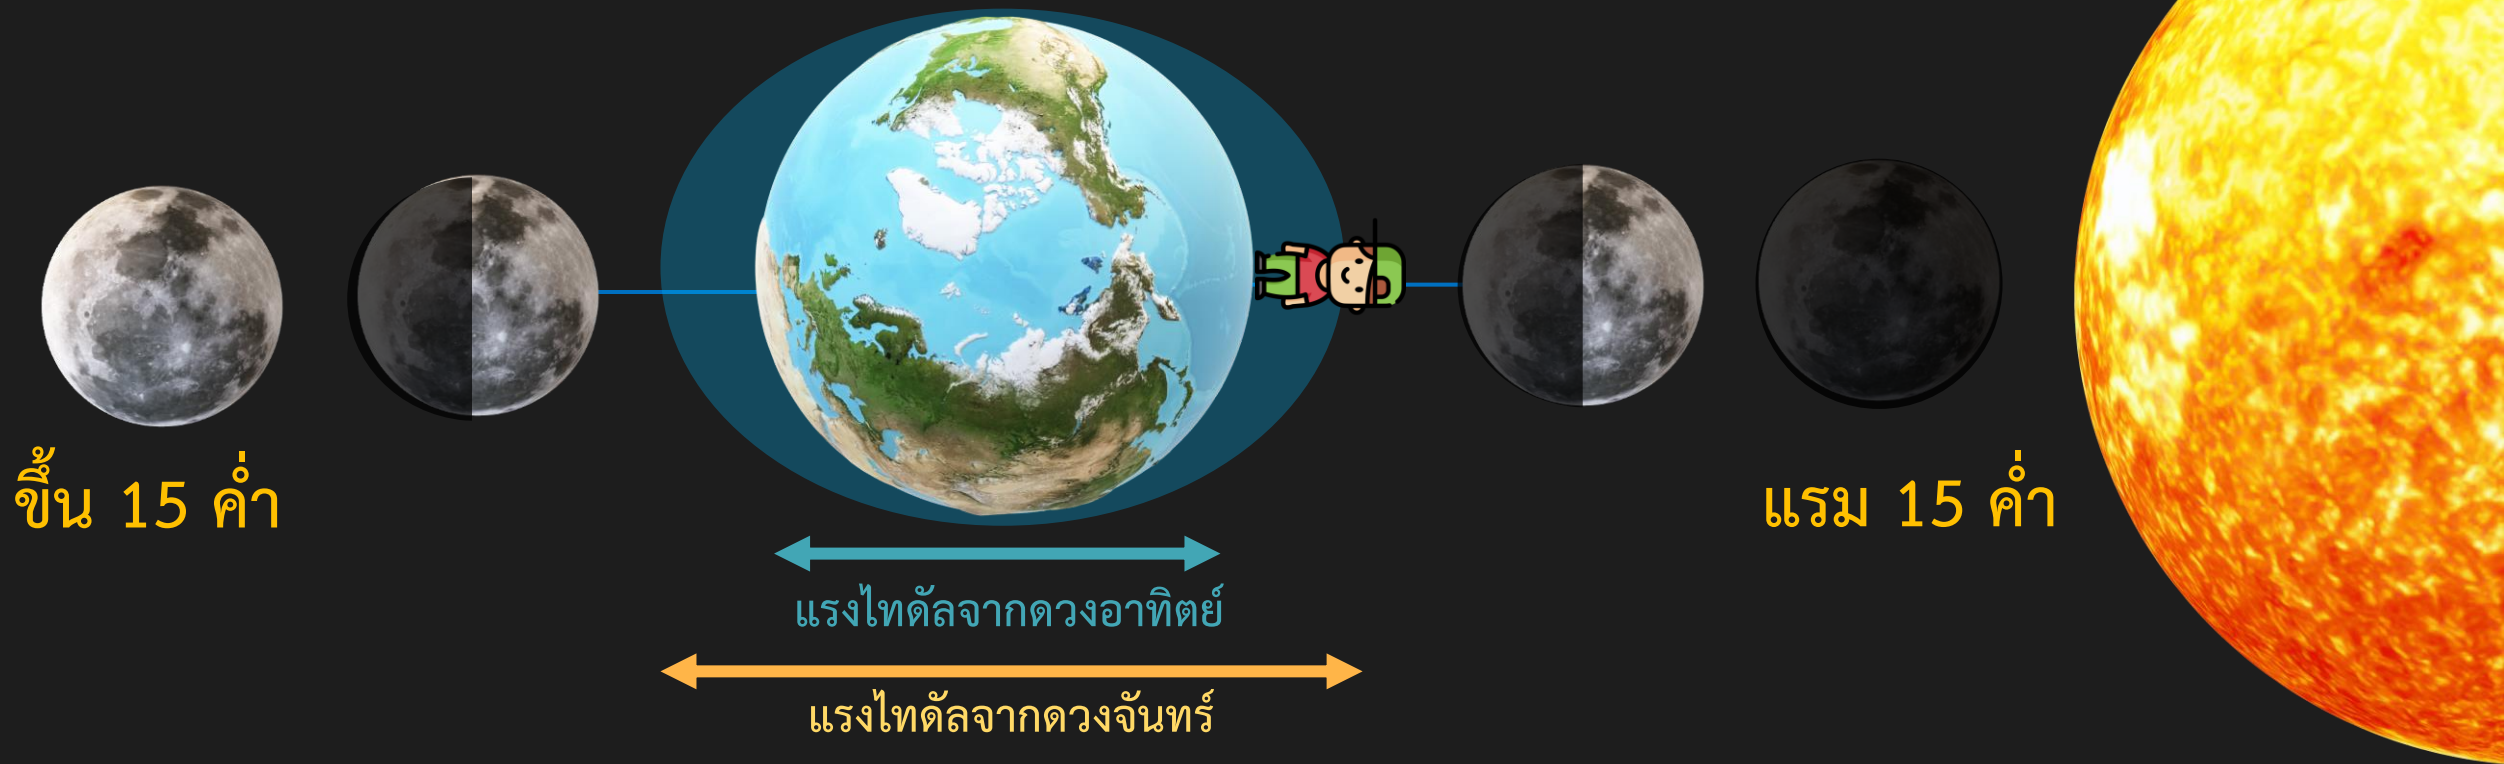 ขึ้น 15 ค่ำ
แรม 15 ค่ำ
แรงไทดัลจากดวงอาทิตย์
แรงไทดัลจากดวงจันทร์